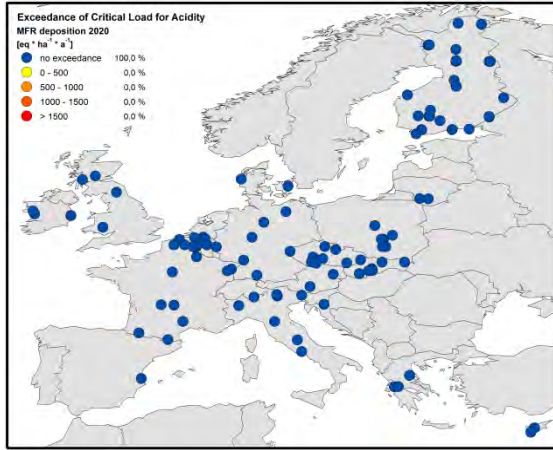 Exceedance of Critical Load for Acidity
MFR deposition 2020
[eq * ha⁻¹ * a⁻¹]
no exceedance 100,0 %
0 - 500 0,0 %
500 - 1000 0,0 %
1000 - 1500 0,0 %
> 1500 0,0 %